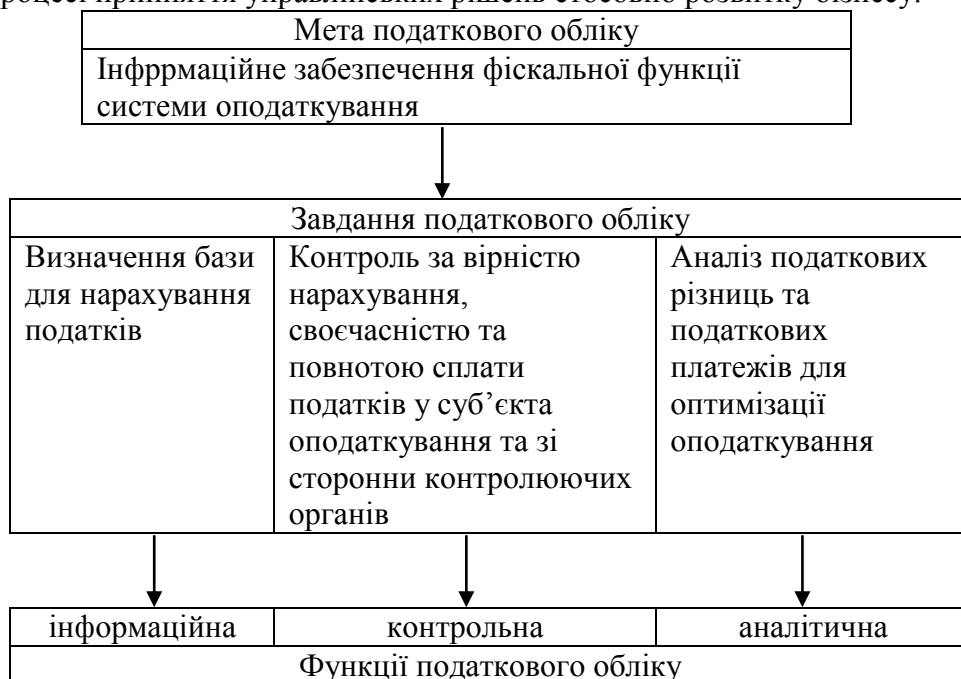 процесі прийняття управлінських рішень стосовно розвитку бізнесу.
Мета податкового обліку
Інфррмаційне забезпечення фіскальної функції
системи оподаткування
Завдання податкового обліку
Визначення бази
для нарахування
податків
Контроль за вірністю
нарахування,
своєчасністю та
повнотою сплати
податків у суб’єкта
оподаткування та зі
сторонни контролюючих
органів
Аналіз податкових
різниць та
податкових
платежів для
оптимізації
оподаткування
інформаційна
контрольна
аналітична
Функції податкового обліку